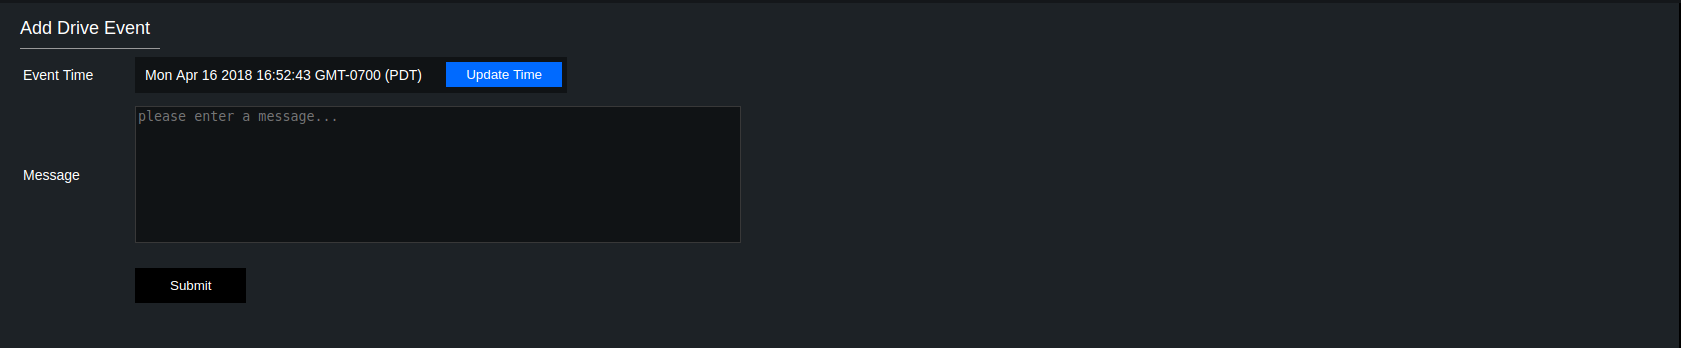 Add Drive Event
Event Time
Mon Apr 16 2018 16:52:43 GMT-0700 (PDT)
Update Time
please enter a message...
Message
Submit